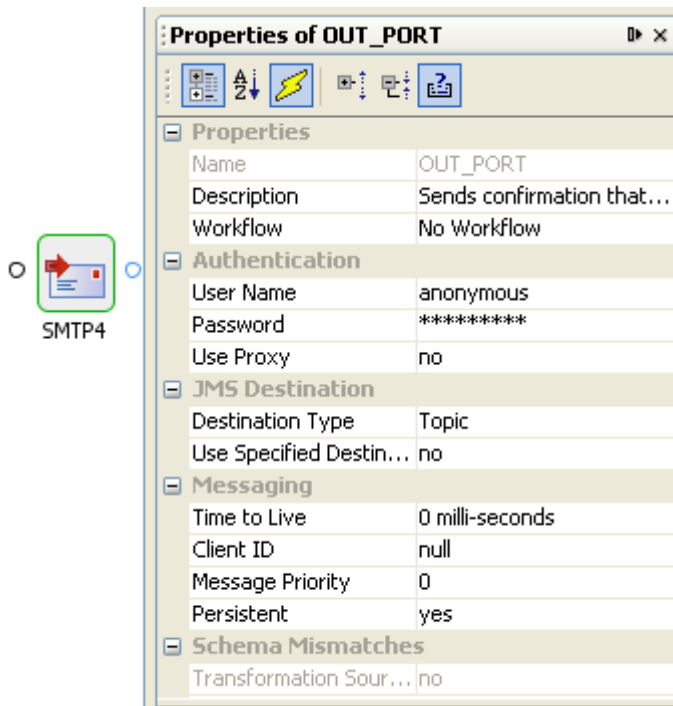 Properties of OUT_PORT
Properties
Name OUT_PORT
Description Sends confirmation that...
Workflow No Workflow
Authentication
User Name anonymous
Password *********
Use Proxy no
JMS Destination
Destination Type Topic
Use Specified Destin... no
Messaging
Time to Live 0 milli-seconds
Client ID null
Message Priority 0
Persistent yes
Schema Mismatches
Transformation Sour... no
SMTP4